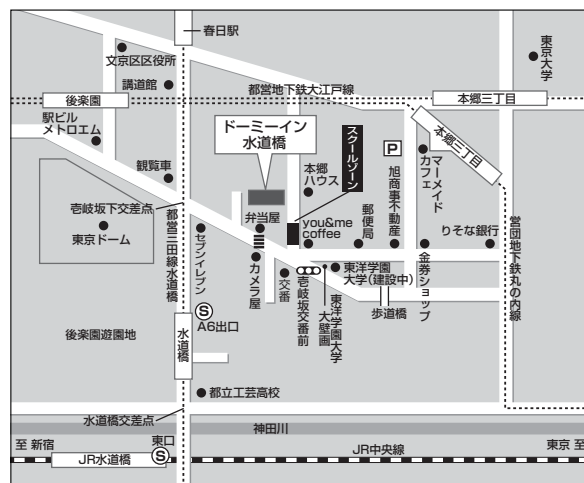 春日駅
文京区区役所
東京
大学
講道館
都営地下鉄大江戸線
後楽園
本郷三丁目
駅ビル
メトロエム
ドーミーイン
水道橋
スクールゾーン
P
本郷三丁目
マーメイド
カフェ
観覧車
本郷
ハウス
壱岐坂下交差点
東京ドーム
都営三田線水道橋
セブンイレブン
弁当屋
you&me
coffee
郵便局
旭商事不動産
りそな銀行
営団地下鉄丸の内線
カメラ屋
交番
壱岐坂交番前
東洋学園
大学(建設中)
東洋学園大学
大壁画
歩道橋
金券ショップ
S
A6出口
後楽園遊園地
水道橋
都立工芸高校
水道橋交差点
神田川
至 新宿
東口
S
JR水道橋
JR中央線
東京 至